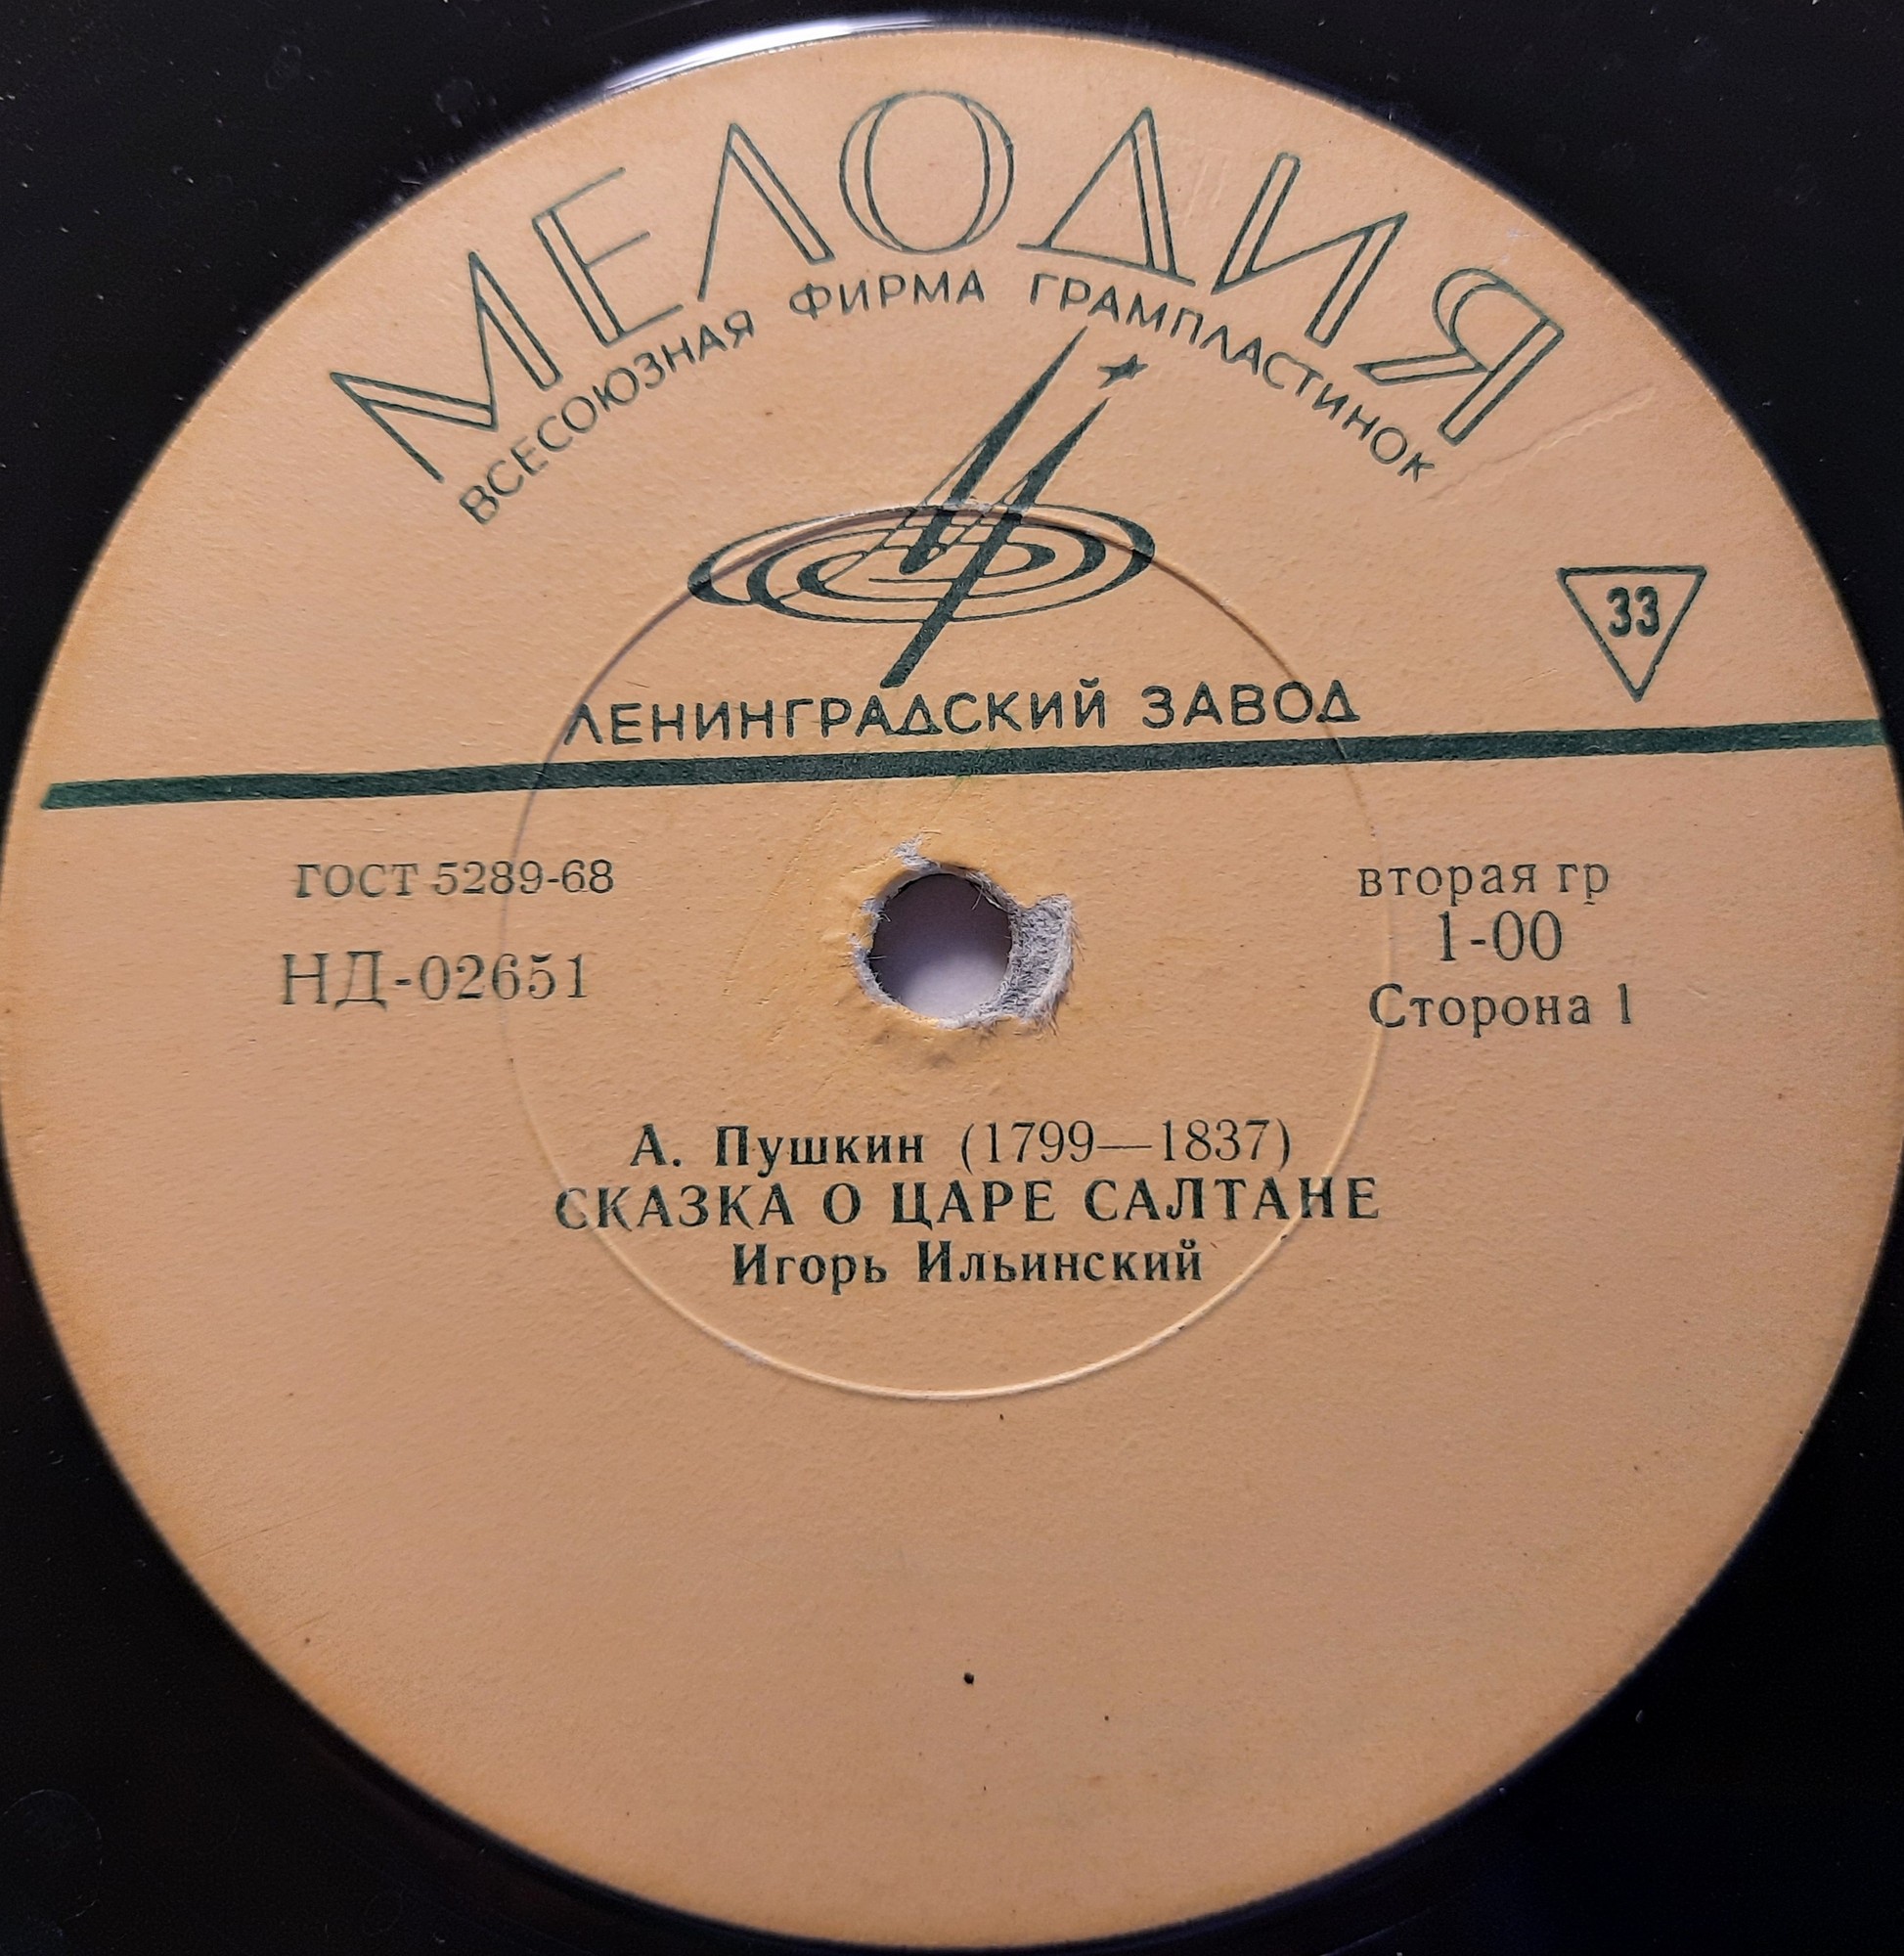 МЕЛОДИЯ
ВСЕСОЮЗНАЯ ФИРМА ГРАМПЛАСТИНОК
33
ЛЕНИНГРАДСКИЙ ЗАВОД
ГОСТ 5289-68
вторая гр
НД-02651
1-00
Сторона 1
А. Пушкин (1799—1837)
СКАЗКА О ЦАРЕ САЛТАНЕ
Игорь Ильинский